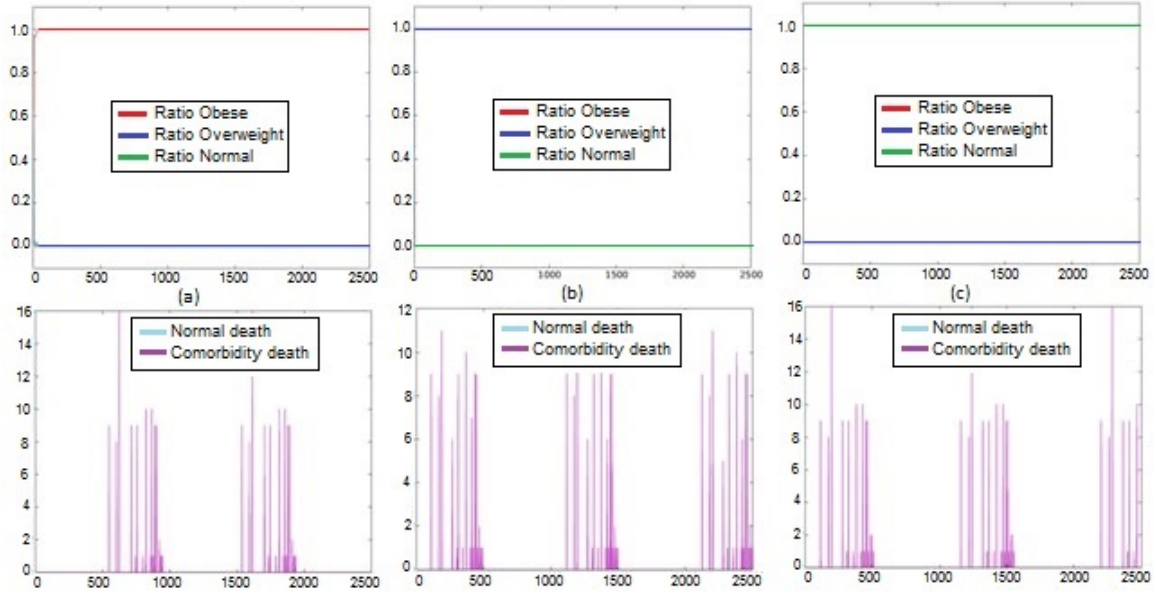 1.0
0.8
0.6
0.4
0.2
0.0
Ratio Obese
Ratio Overweight
Ratio Normal
0 500 1000 1500 2000 2500
(a)
1.0
0.8
0.6
0.4
0.2
0.0
Ratio Obese
Ratio Overweight
Ratio Normal
0 500 1000 1500 2000 2500
(b)
1.0
0.8
0.6
0.4
0.2
0.0
Ratio Obese
Ratio Overweight
Ratio Normal
0 500 1000 1500 2000 2500
(c)
16
14
12
10
8
6
4
2
0
Normal death
Comorbidity death
0 500 1000 1500 2000 2500
12
10
8
6
4
2
0
Normal death
Comorbidity death
0 500 1000 1500 2000 2500
16
14
12
10
8
6
4
2
0
Normal death
Comorbidity death
0 500 1000 1500 2000 2500